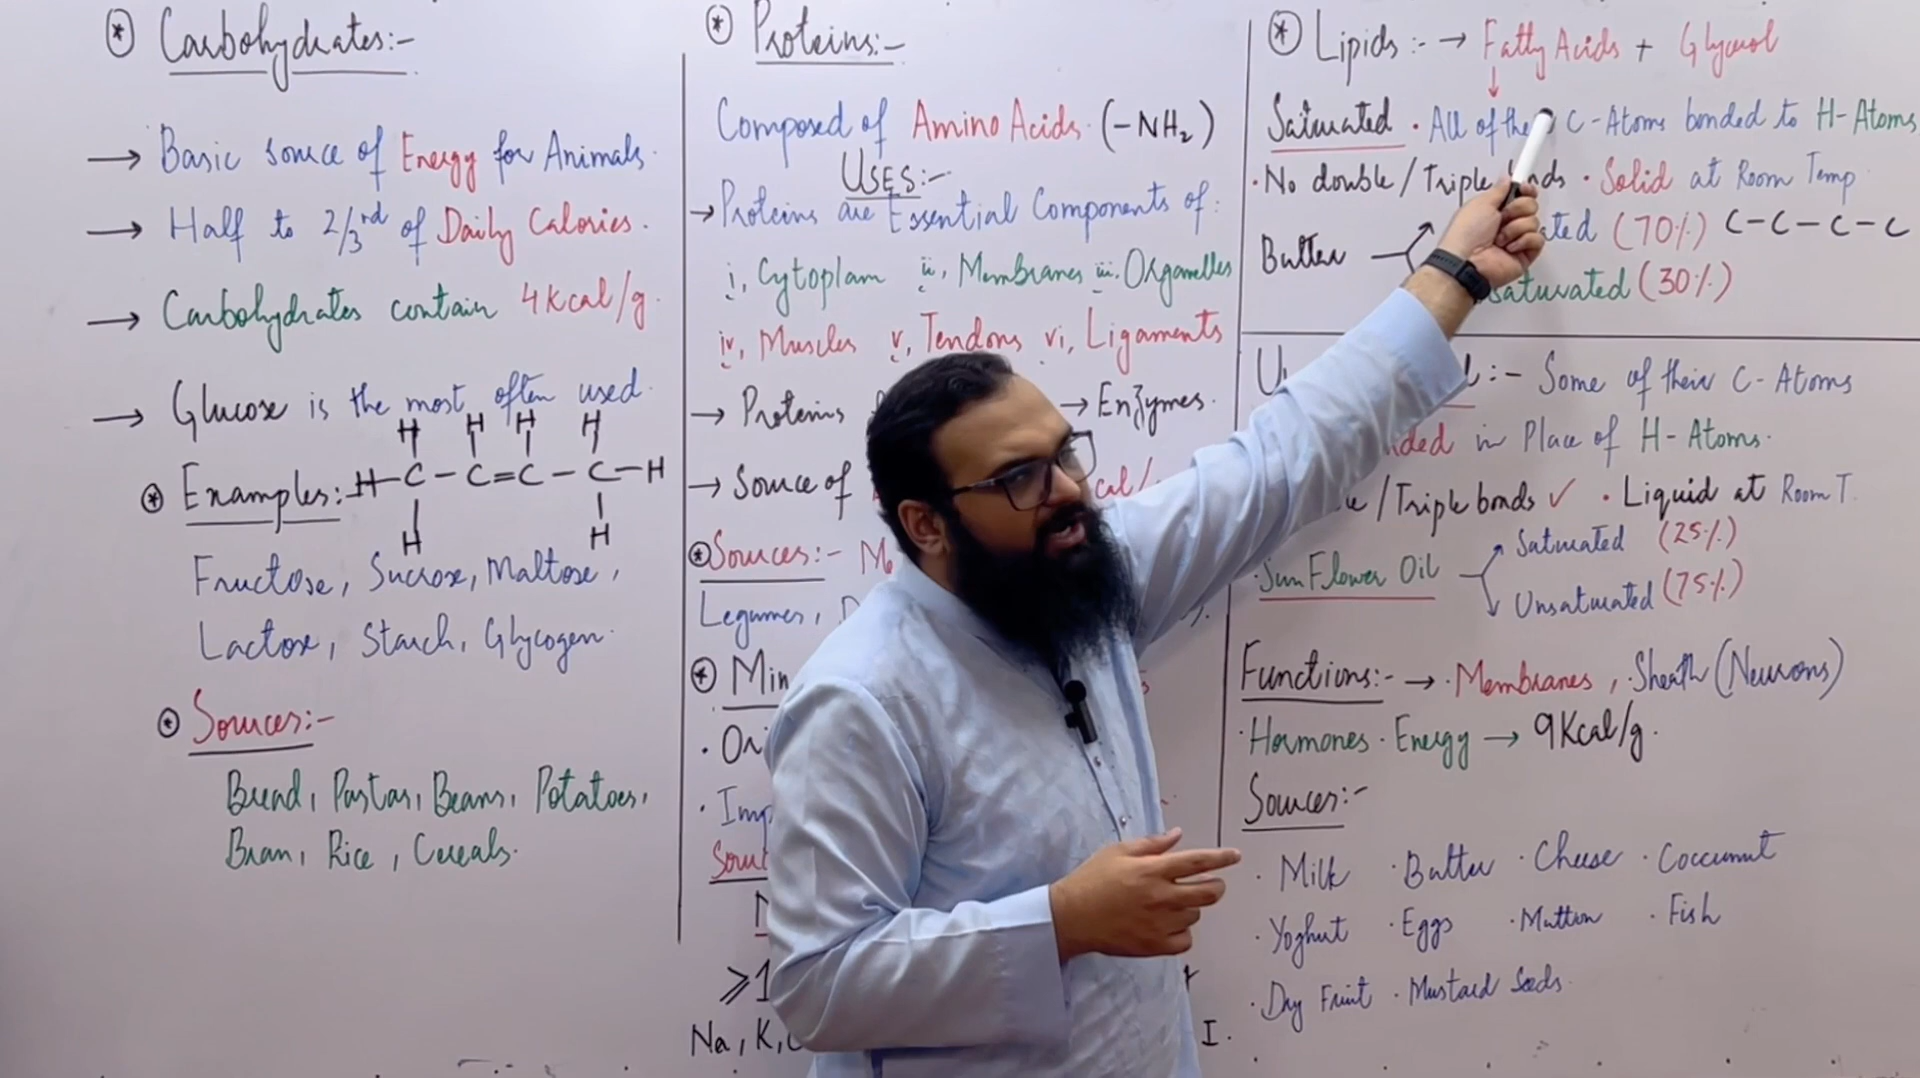 * Carbohydrates:-
→ Basic source of Energy for Animals.
→ Half to 2/3rd of Daily Calories.
→ Carbohydrates contain 4Kcal/g.
→ Glucose is the most often used.
H H H H
* Examples:- H-C-C=C-C-H
H H
Fructose, Sucrose, Maltose,
Lactose, Starch, Glycogen.
* Sources:-
Bread, Pastas, Beans, Potatoes,
Bran, Rice, Cereals.
* Proteins:-
Composed of Amino Acids (-NH2)
USES:-
→ Proteins are Essential Components of:
i, Cytoplam ii, Membranes iii, Organelles
iv, Muscles v, Tendons vi, Ligaments
→ Proteins → Enzymes.
→ Source of cal/
* Sources:-
Legumes,
*
Na, K, I.
* Lipids:- → Fatty Acids + Glycerol
Saturated • All of the C-Atoms bonded to H-Atoms
• No double/Triple • Solid at Room Temp
Butter (70%) C-C-C-C
(30%)
:- Some of their C-Atoms
in Place of H-Atoms.
/Triple bonds ✓ • Liquid at Room T.
• Sun Flower Oil Saturated (25%)
Unsaturated (75%)
Functions:- → • Membranes, • Sheath (Neurons)
• Hormones • Energy → 9Kcal/g.
Sources:-
• Milk • Butter • Cheese • Coccunut
• Yoghurt • Eggs • Mutton • Fish
• Dry Fruit • Mustard Seeds.